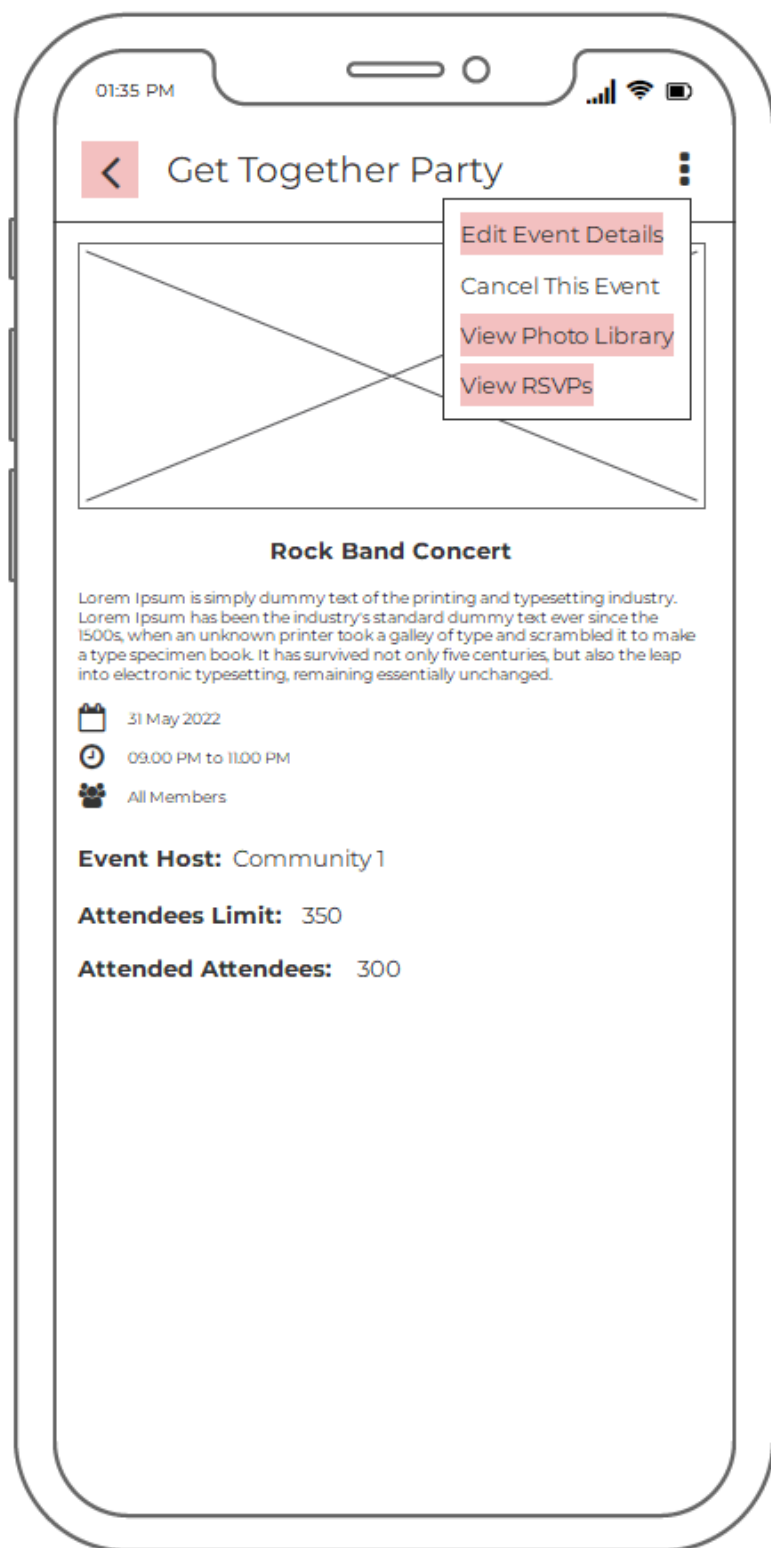 01:35 PM
Get Together Party
Edit Event Details
Cancel This Event
View Photo Library
View RSVPs
Rock Band Concert
Lorem Ipsum is simply dummy text of the printing and typesetting industry.
Lorem Ipsum has been the industry's standard dummy text ever since the
1500s, when an unknown printer took a galley of type and scrambled it to make
a type specimen book. It has survived not only five centuries, but also the leap
into electronic typesetting, remaining essentially unchanged.
31 May 2022
09.00 PM to 11.00 PM
All Members
Event Host: Community 1
Attendees Limit: 350
Attended Attendees: 300